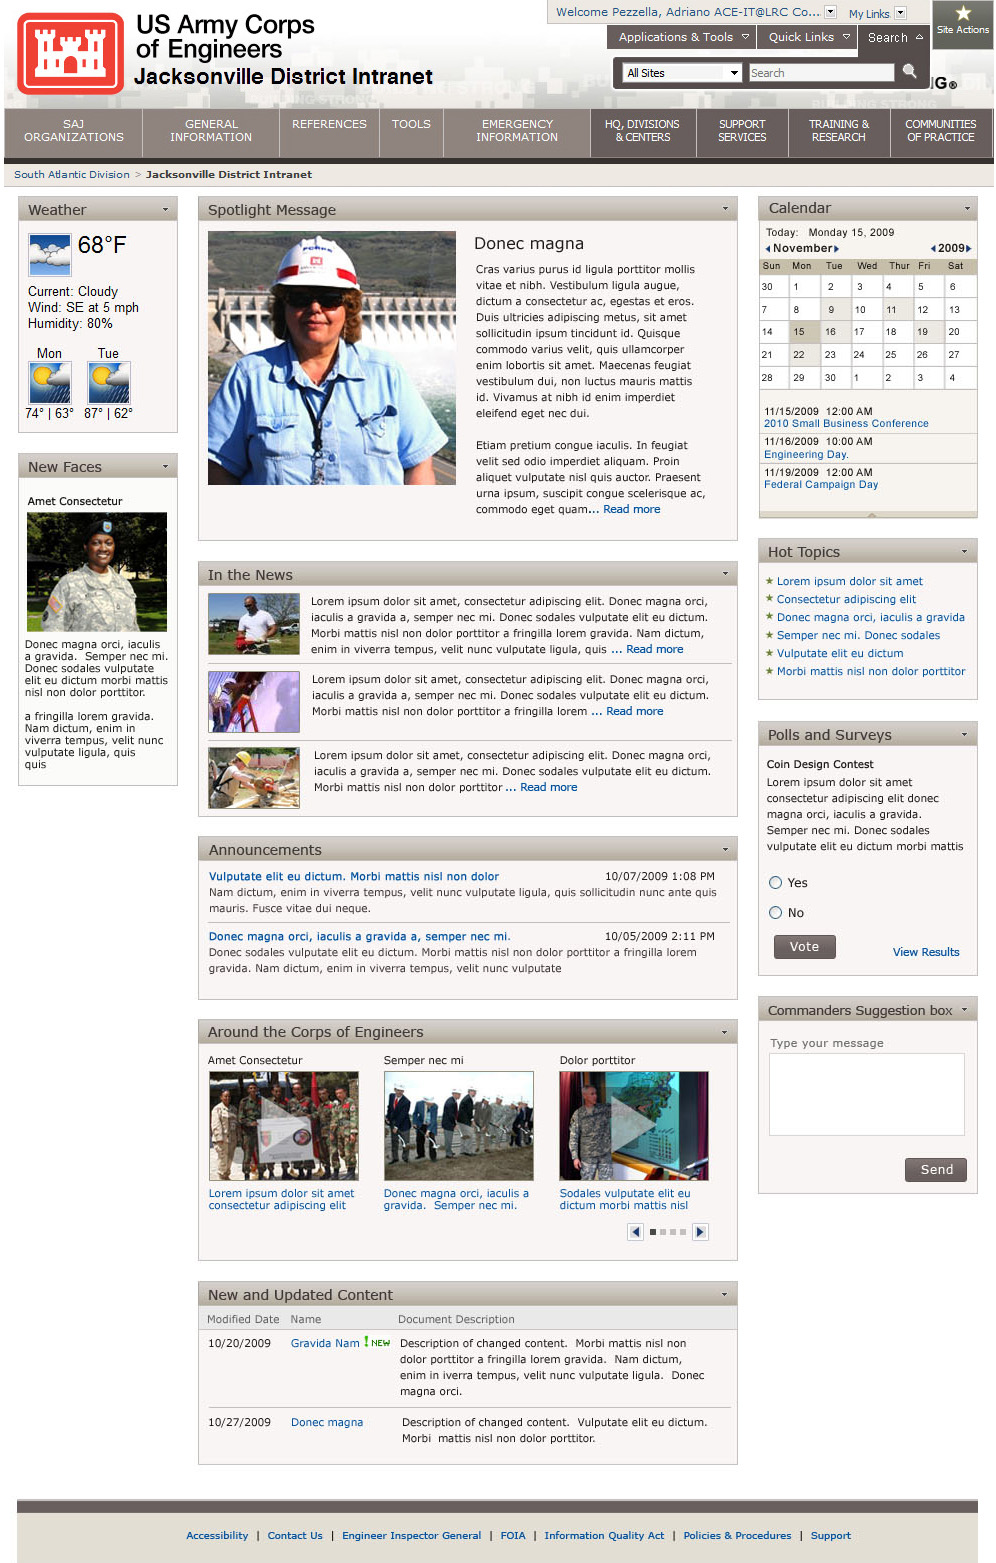 Welcome Pezzella, Adriano ACE-IT@LRC Co...
My Links
Site Actions
US Army Corps
of Engineers
Jacksonville District Intranet
Applications & Tools
Quick Links
Search
All Sites
Search
G®
BUILDING STRONG
SAJ
ORGANIZATIONS
GENERAL
INFORMATION
REFERENCES
TOOLS
EMERGENCY
INFORMATION
HQ, DIVISIONS
& CENTERS
SUPPORT
SERVICES
TRAINING &
RESEARCH
COMMUNITIES
OF PRACTICE
South Atlantic Division > Jacksonville District Intranet
Weather
68°F
Current: Cloudy
Wind: SE at 5 mph
Humidity: 80%
Mon Tue
74° | 63° 87° | 62°
New Faces
Amet Consectetur
Donec magna orci, iaculis
a gravida. Semper nec mi.
Donec sodales vulputate
elit eu dictum morbi mattis
nisl non dolor porttitor.
a fringilla lorem gravida.
Nam dictum, enim in
viverra tempus, velit nunc
vulputate ligula, quis
quis
Spotlight Message
Donec magna
Cras varius purus id ligula porttitor mollis
vitae et nibh. Vestibulum ligula augue,
dictum a consectetur ac, egestas et eros.
Duis ultricies adipiscing metus, sit amet
sollicitudin ipsum tincidunt id. Quisque
commodo varius velit, quis ullamcorper
enim lobortis sit amet. Maecenas feugiat
vestibulum dui, non luctus mauris mattis
id. Vivamus at nibh id enim imperdiet
eleifend eget nec dui.
Etiam pretium congue iaculis. In feugiat
velit sed odio imperdiet aliquam. Proin
aliquet vulputate nisl quis auctor. Praesent
urna ipsum, suscipit congue scelerisque ac,
commodo eget quam... Read more
In the News
Lorem ipsum dolor sit amet, consectetur adipiscing elit. Donec magna orci,
iaculis a gravida a, semper nec mi. Donec sodales vulputate elit eu dictum.
Morbi mattis nisl non dolor porttitor a fringilla lorem gravida. Nam dictum,
enim in viverra tempus, velit nunc vulputate ligula, quis ... Read more
Lorem ipsum dolor sit amet, consectetur adipiscing elit. Donec magna orci,
iaculis a gravida a, semper nec mi. Donec sodales vulputate elit eu dictum.
Morbi mattis nisl non dolor porttitor a fringilla lorem ... Read more
Lorem ipsum dolor sit amet, consectetur adipiscing elit. Donec magna orci,
iaculis a gravida a, semper nec mi. Donec sodales vulputate elit eu dictum.
Morbi mattis nisl non dolor porttitor ... Read more
Announcements
Vulputate elit eu dictum. Morbi mattis nisl non dolor 10/07/2009 1:08 PM
Nam dictum, enim in viverra tempus, velit nunc vulputate ligula, quis sollicitudin nunc ante quis
mauris. Fusce vitae dui neque.
Donec magna orci, iaculis a gravida a, semper nec mi. 10/05/2009 2:11 PM
Donec sodales vulputate elit eu dictum. Morbi mattis nisl non dolor porttitor a fringilla lorem
gravida. Nam dictum, enim in viverra tempus, velit nunc vulputate
Around the Corps of Engineers
Amet Consectetur
Semper nec mi
Dolor porttitor
Lorem ipsum dolor sit amet
consectetur adipiscing elit
Donec magna orci, iaculis a
gravida. Semper nec mi.
Sodales vulputate elit eu
dictum morbi mattis nisl
New and Updated Content
Modified Date Name Document Description
10/20/2009 Gravida Nam ! NEW Description of changed content. Morbi mattis nisl non
dolor porttitor a fringilla lorem gravida. Nam dictum,
enim in iverra tempus, velit nunc vulputate ligula. Donec
magna orci.
10/27/2009 Donec magna Description of changed content. Vulputate elit eu dictum.
Morbi mattis nisl non dolor porttitor.
Calendar
Today: Monday 15, 2009
November 2009
Sun Mon Tue Wed Thur Fri Sat
30 1 2 3 4 5 6
7 8 9 10 11 12 13
14 15 16 17 18 19 20
21 22 23 24 25 26 27
28 29 30 1 2 3 4
11/15/2009 12:00 AM
2010 Small Business Conference
11/16/2009 10:00 AM
Engineering Day.
11/19/2009 12:00 AM
Federal Campaign Day
Hot Topics
Lorem ipsum dolor sit amet
Consectetur adipiscing elit
Donec magna orci, iaculis a gravida
Semper nec mi. Donec sodales
Vulputate elit eu dictum
Morbi mattis nisl non dolor porttitor
Polls and Surveys
Coin Design Contest
Lorem ipsum dolor sit amet
consectetur adipiscing elit donec
magna orci, iaculis a gravida.
Semper nec mi. Donec sodales
vulputate elit eu dictum morbi mattis
Yes
No
Vote
View Results
Commanders Suggestion box
Type your message
Send
Accessibility | Contact Us | Engineer Inspector General | FOIA | Information Quality Act | Policies & Procedures | Support